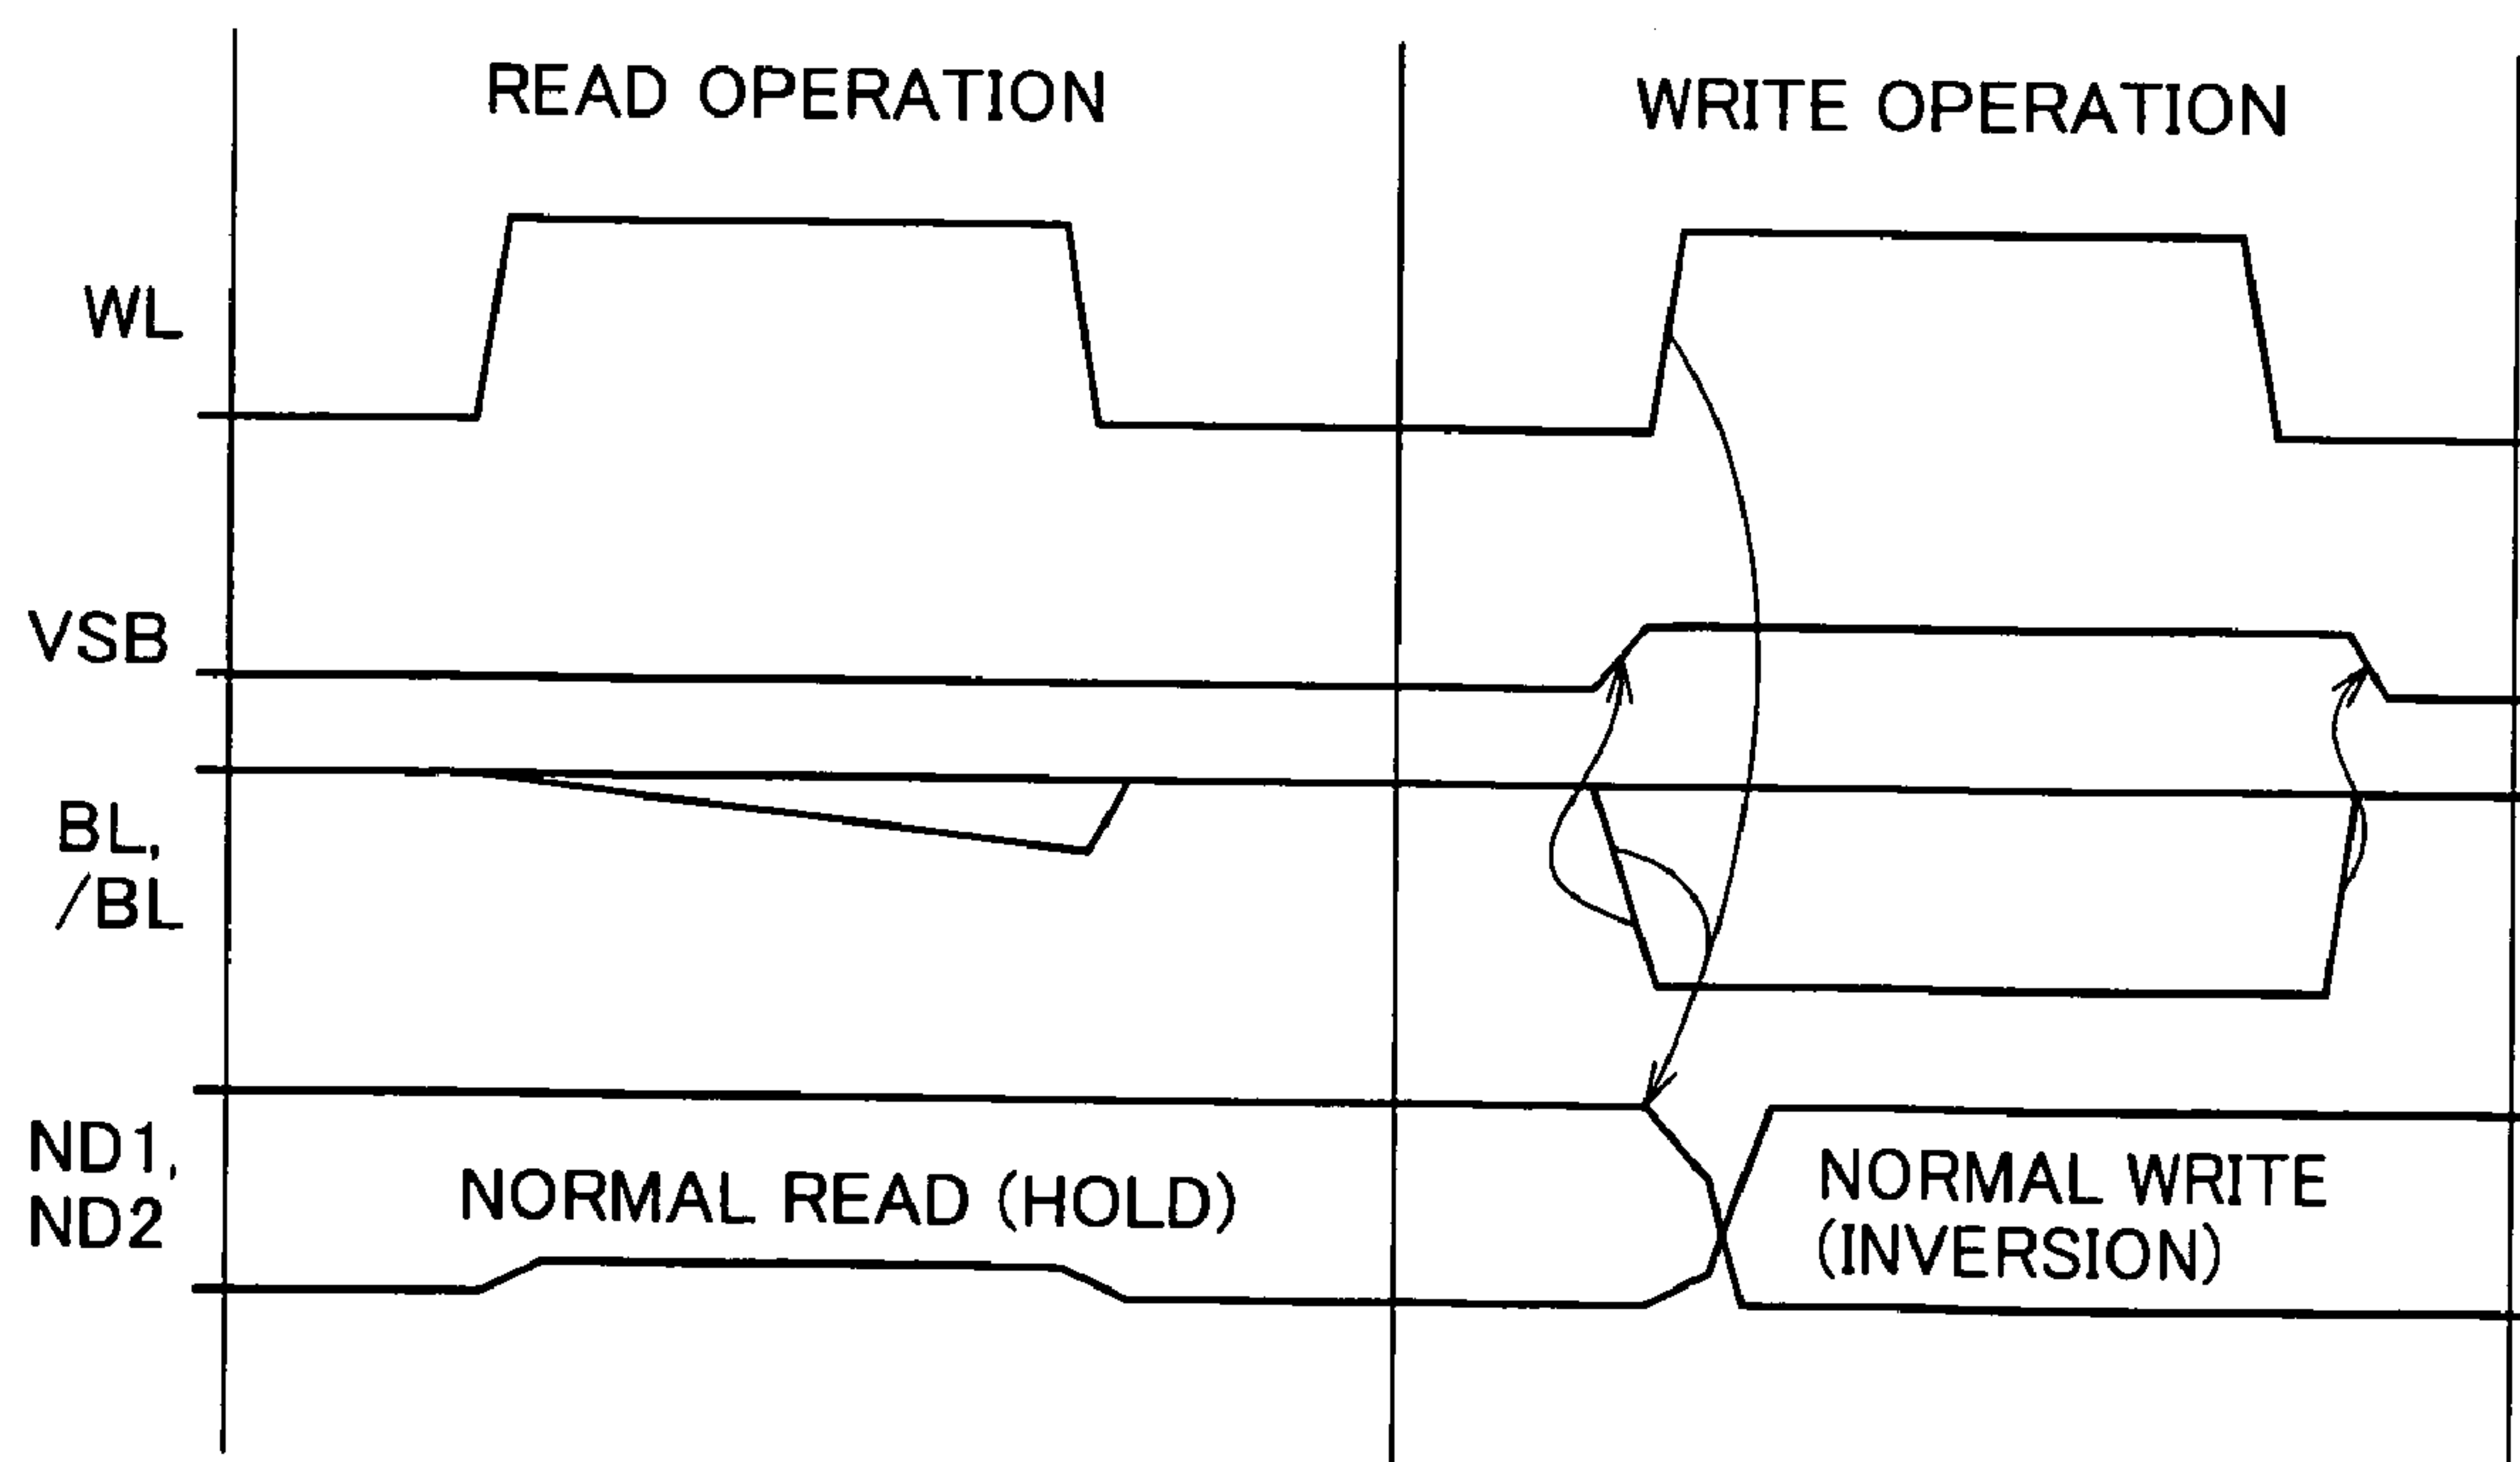 READ OPERATION
WRITE OPERATION
WL
VSB
BL,
/BL
ND1,
ND2
NORMAL READ (HOLD)
NORMAL WRITE
(INVERSION)